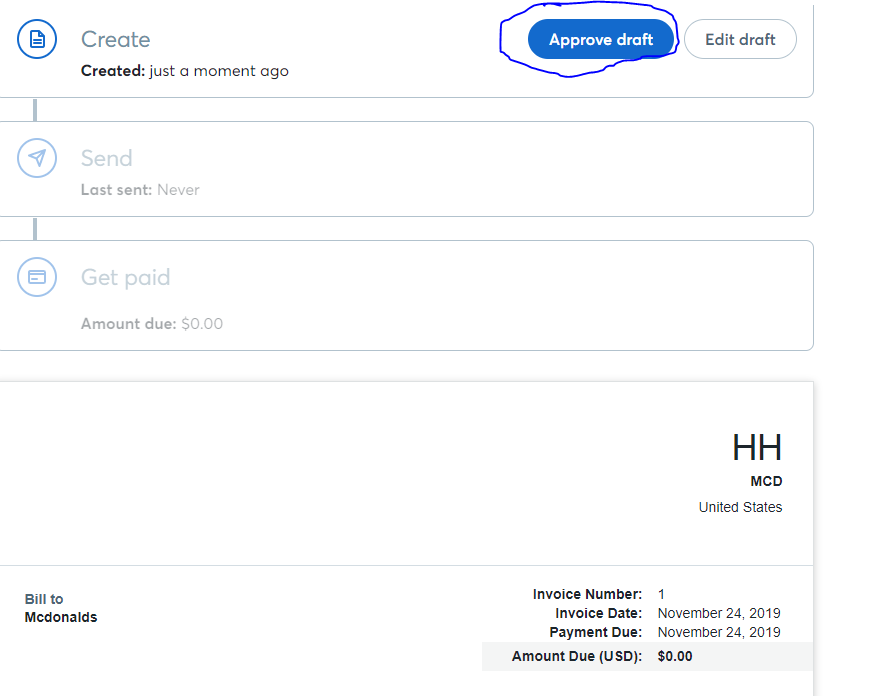 Create
Approve draft
Edit draft
Created: just a moment ago
Send
Last sent: Never
Get paid
Amount due: $0.00
HH
MCD
United States
Bill to
Mcdonalds
Invoice Number: 1
Invoice Date: November 24, 2019
Payment Due: November 24, 2019
Amount Due (USD): $0.00